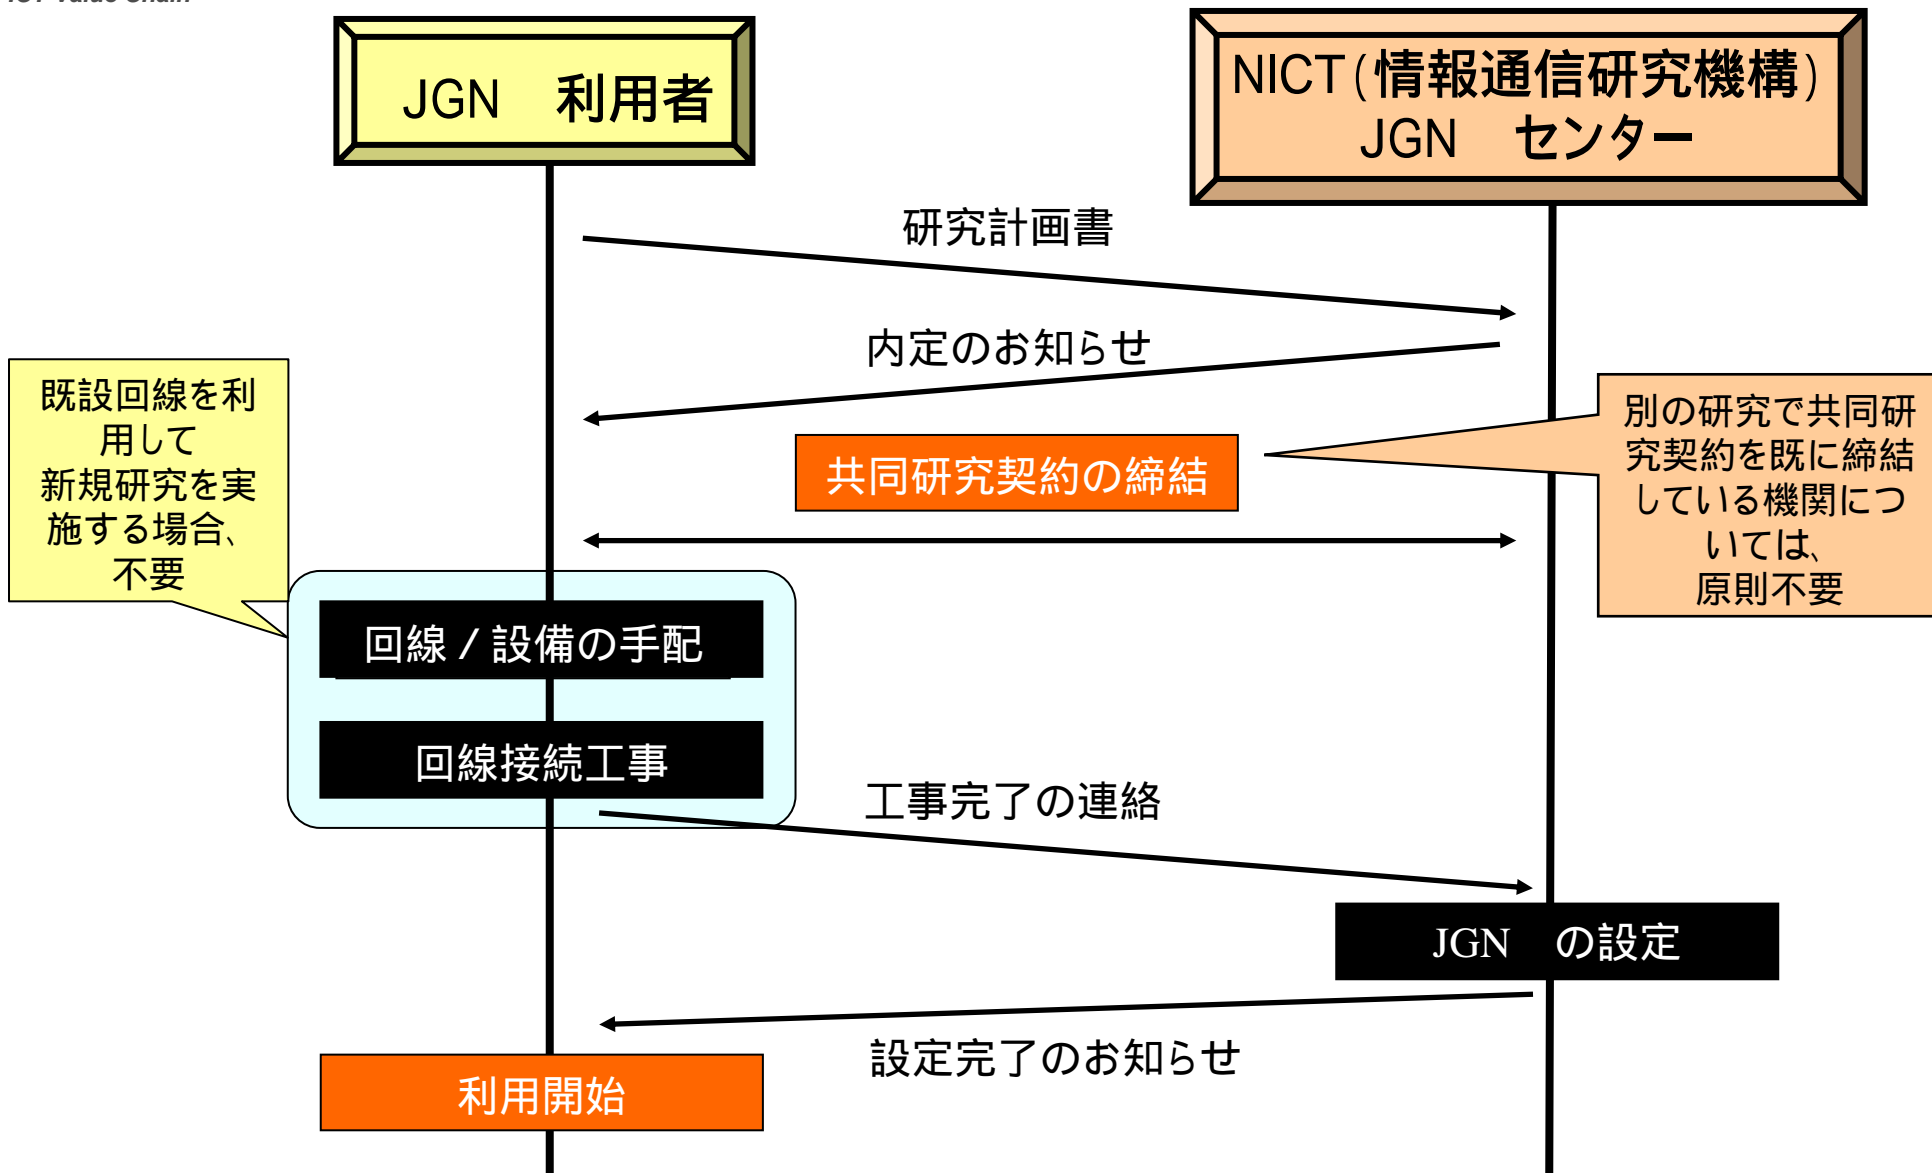 JGN　利用者
NICT(情報通信研究機構)
JGN　センター
研究計画書
内定のお知らせ
既設回線を利
用して
新規研究を実
施する場合、
不要
別の研究で共同研
究契約を既に締結
している機関につ
いては、
原則不要
共同研究契約の締結
回線/設備の手配
回線接続工事
工事完了の連絡
JGN　の設定
設定完了のお知らせ
利用開始